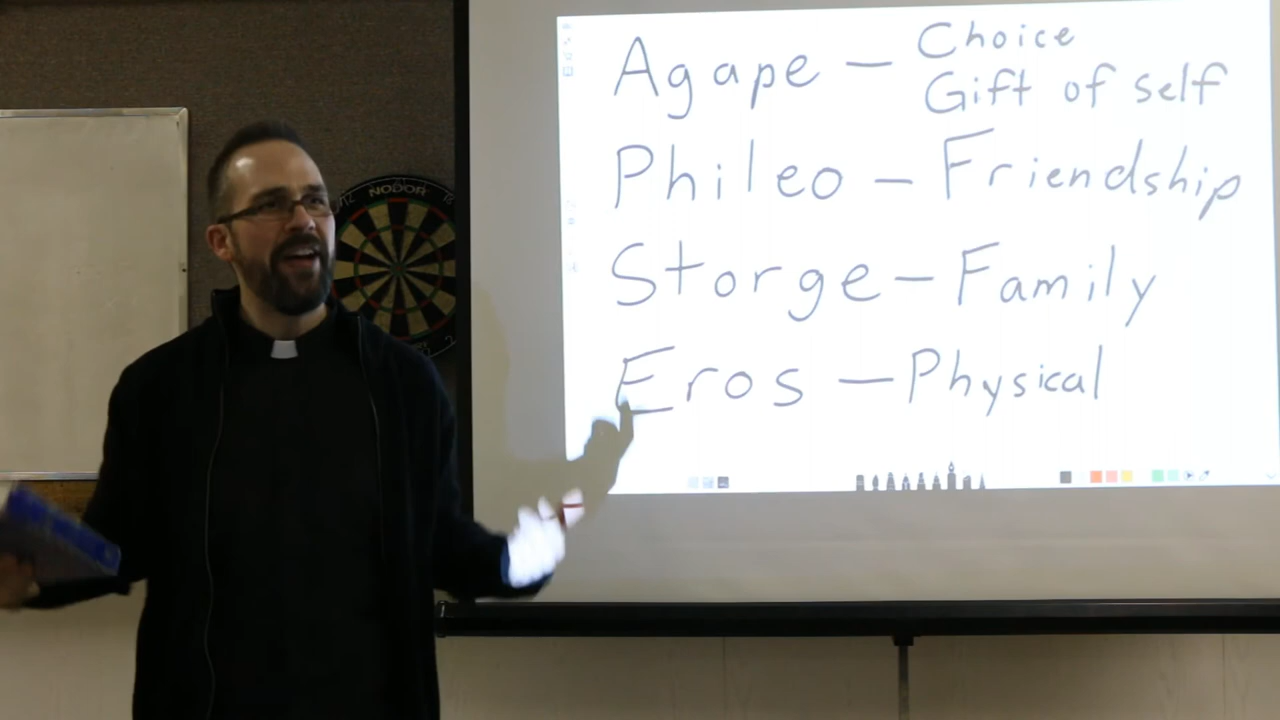 NODOR
Agape – Choice
Gift of self
Phileo – Friendship
Storge – Family
Eros – Physical